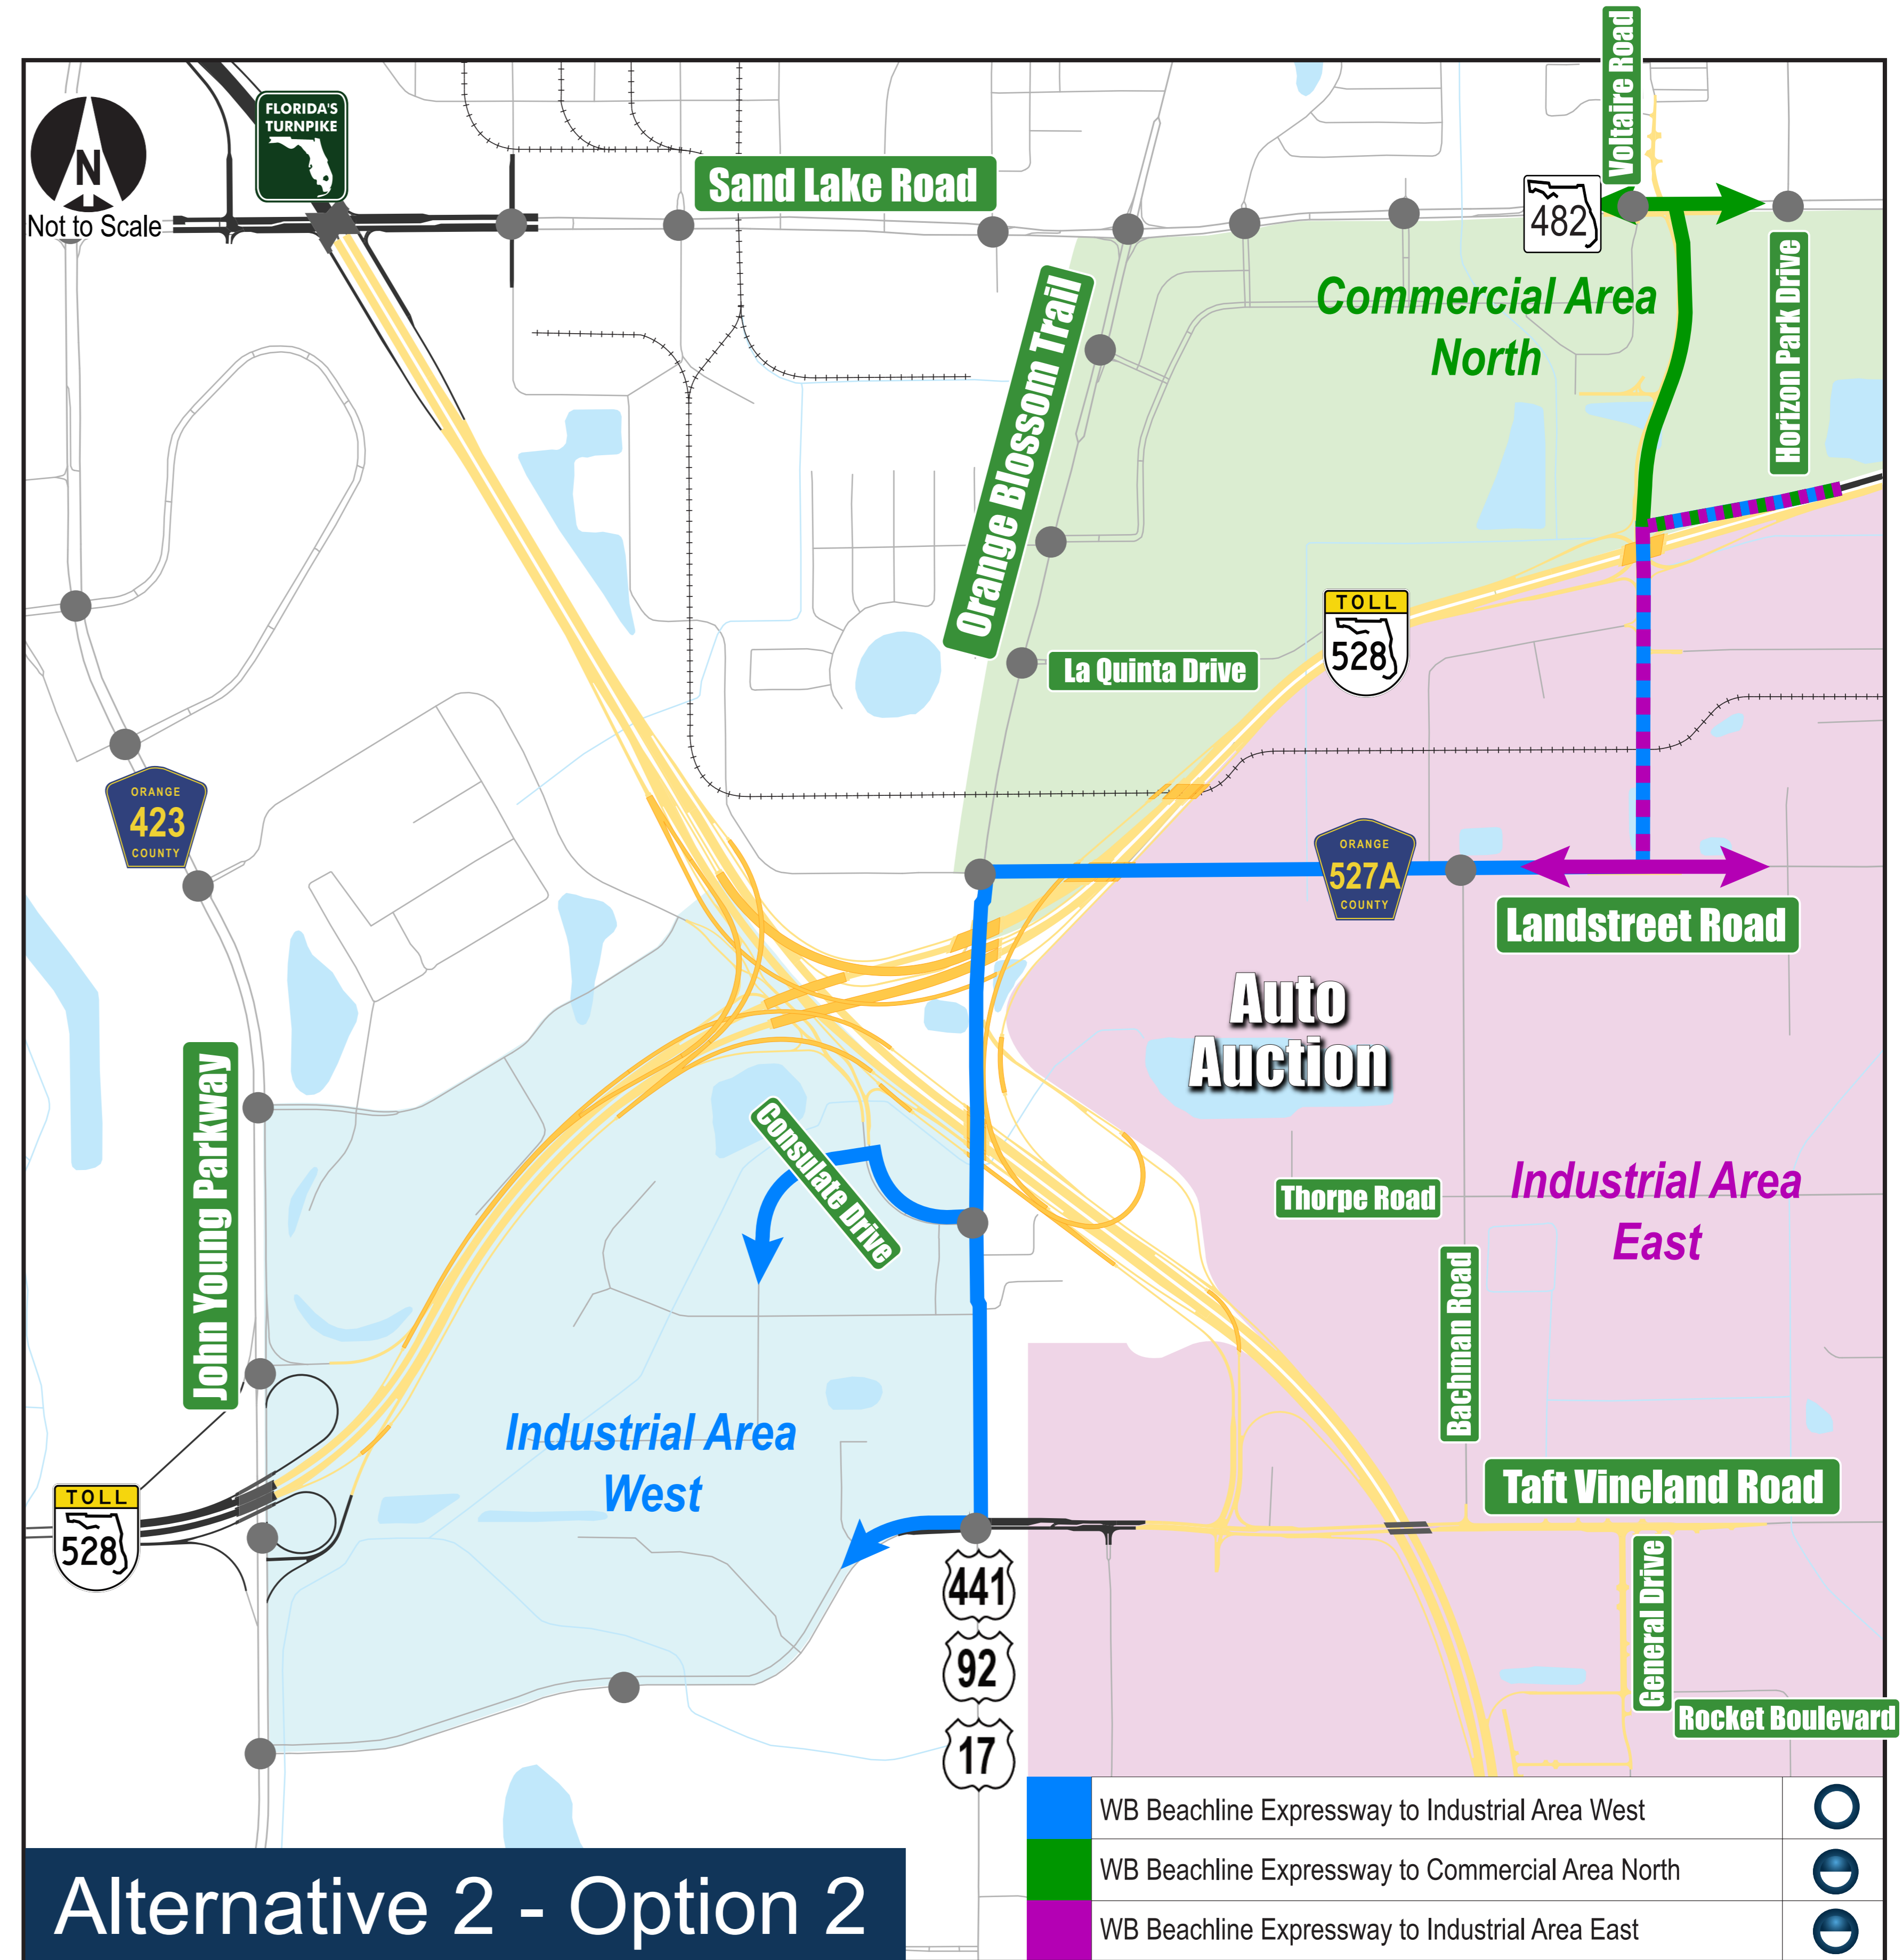 Voltaire Road
FLORIDA'S
TURNPIKE
N
Not to Scale
Sand Lake Road
482
Commercial Area
North
Horizon Park Drive
Orange Blossom Trail
TOLL
528
La Quinta Drive
ORANGE
423
COUNTY
ORANGE
527A
COUNTY
Landstreet Road
Auto
Auction
John Young Parkway
Consulate Drive
Thorpe Road
Industrial Area
East
Bachman Road
Industrial Area
West
Taft Vineland Road
TOLL
528
441
92
17
General Drive
Rocket Boulevard
WB Beachline Expressway to Industrial Area West
WB Beachline Expressway to Commercial Area North
WB Beachline Expressway to Industrial Area East
Alternative 2 - Option 2